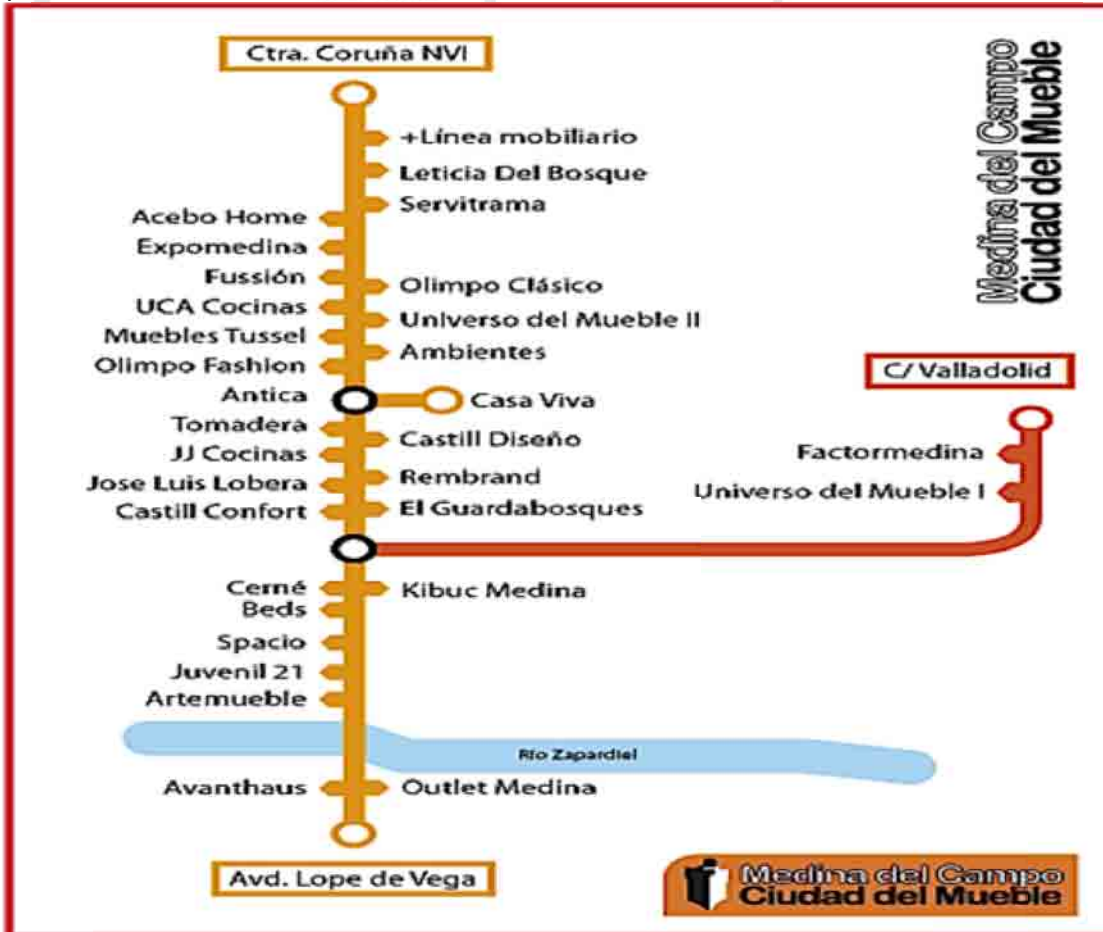 Ctra. Coruña NVI
Medina del Campo
Ciudad del Mueble
+Línea mobiliario
Leticia Del Bosque
Servitrama
Acebo Home
Expomedina
Fussión
Olimpo Clásico
UCA Cocinas
Universo del Mueble II
Muebles Tussel
Ambientes
Olimpo Fashion
C/ Valladolid
Antica
Casa Viva
Tomadera
Castill Diseño
JJ Cocinas
Factormedina
Rembrand
Jose Luis Lobera
Universo del Mueble I
El Guardabosques
Castill Confort
Cerné
Kibuc Medina
Beds
Spacio
Juvenil 21
Artemueble
Río Zapardiel
Avanthaus
Outlet Medina
Avd. Lope de Vega
Medina del Campo
Ciudad del Mueble